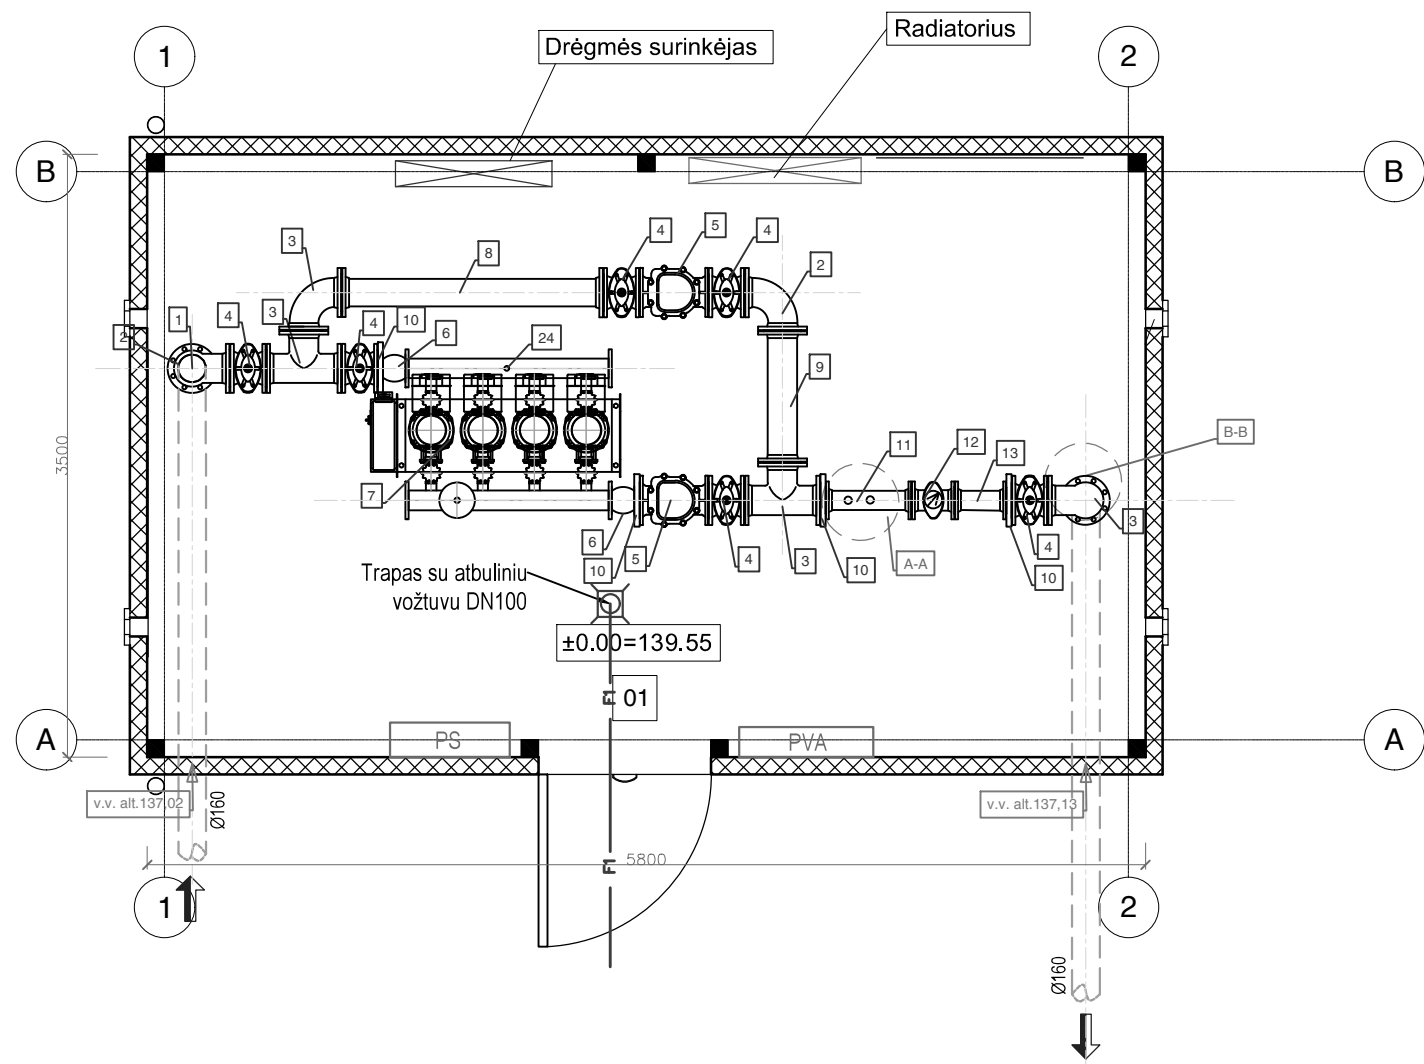 Drėgmės surinkėjas
Radiatorius
1
2
B
B
3
8
4
5
4
2
2
1
4
3
4
10
6
24
9
3500
7
11
12
13
B-B
6
10
5
4
3
10
A-A
4
10
3
Trapas su atbuliniu
vožtuvu DN100
±0.00=139.55
F1
01
A
PS
PVA
A
v.v. alt.137,02
Ø160
v.v. alt.137,13
F1
5800
1
2
Ø160